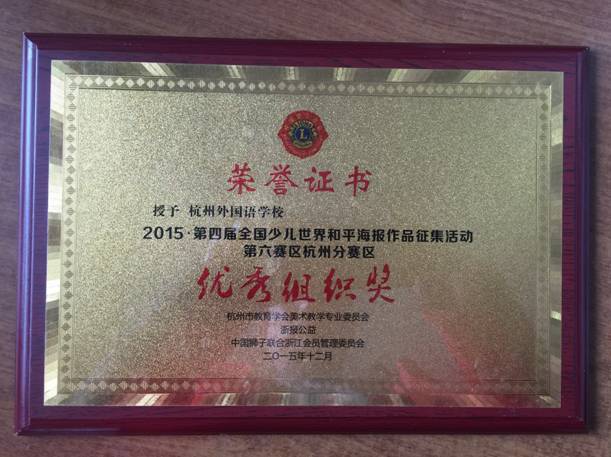 荣誉证书
授予 杭州外国语学校
2015·第四届全国少儿世界和平海报作品征集活动
第六赛区杭州分赛区
优秀组织奖
杭州市教育学会美术教学专业委员会
浙报公益
中国狮子联合浙江会员管理委员会
二〇一五年十二月